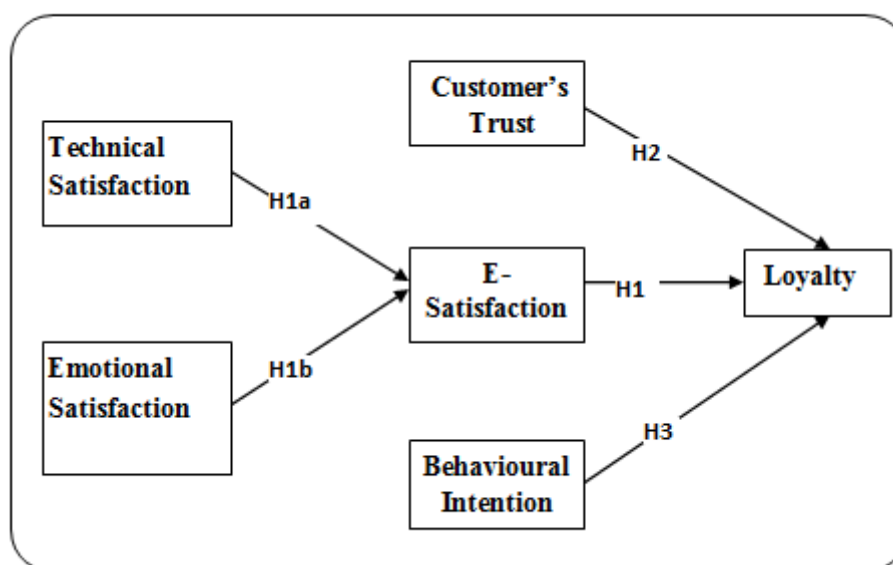 Customer’s
Trust
Technical
Satisfaction
H2
H1a
E-
Satisfaction
H1
Loyalty
Emotional
Satisfaction
H1b
H3
Behavioural
Intention